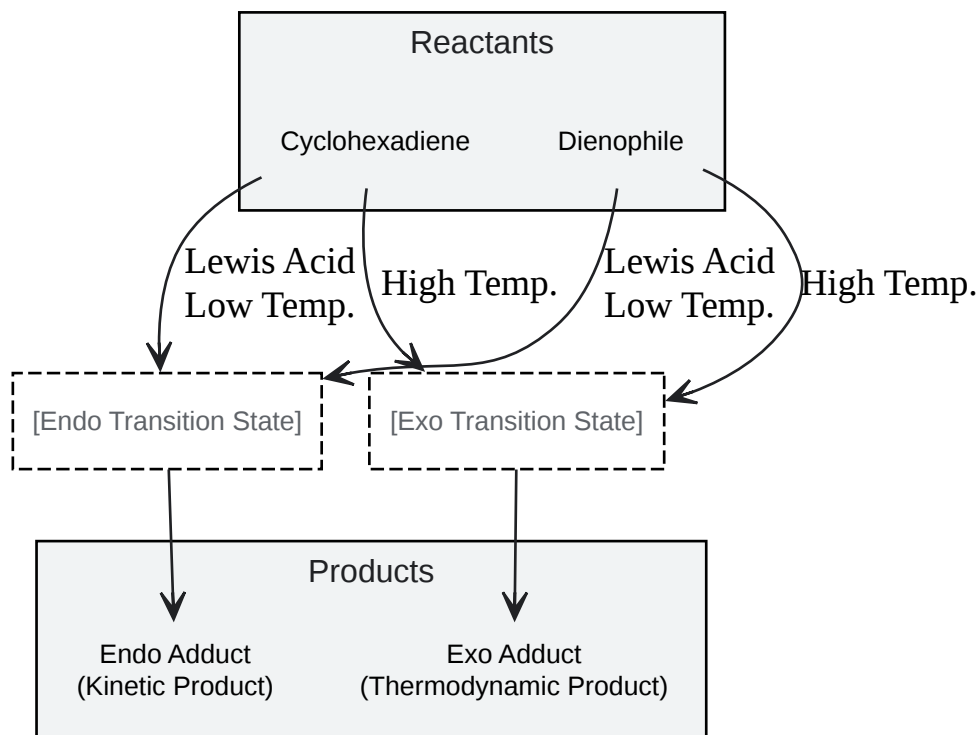 Reactants
Cyclohexadiene
Dienophile
Lewis Acid
Low Temp.
High Temp.
Lewis Acid
Low Temp.
High Temp.
[Endo Transition State]
[Exo Transition State]
Products
Endo Adduct
(Kinetic Product)
Exo Adduct
(Thermodynamic Product)